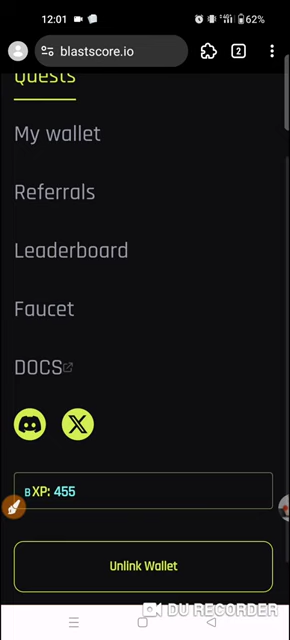 12:01
4G
62%
blastscore.io
2
Quests
My wallet
Referrals
Leaderboard
Faucet
DOCS
BXP: 455
Unlink Wallet
DU RECORDER